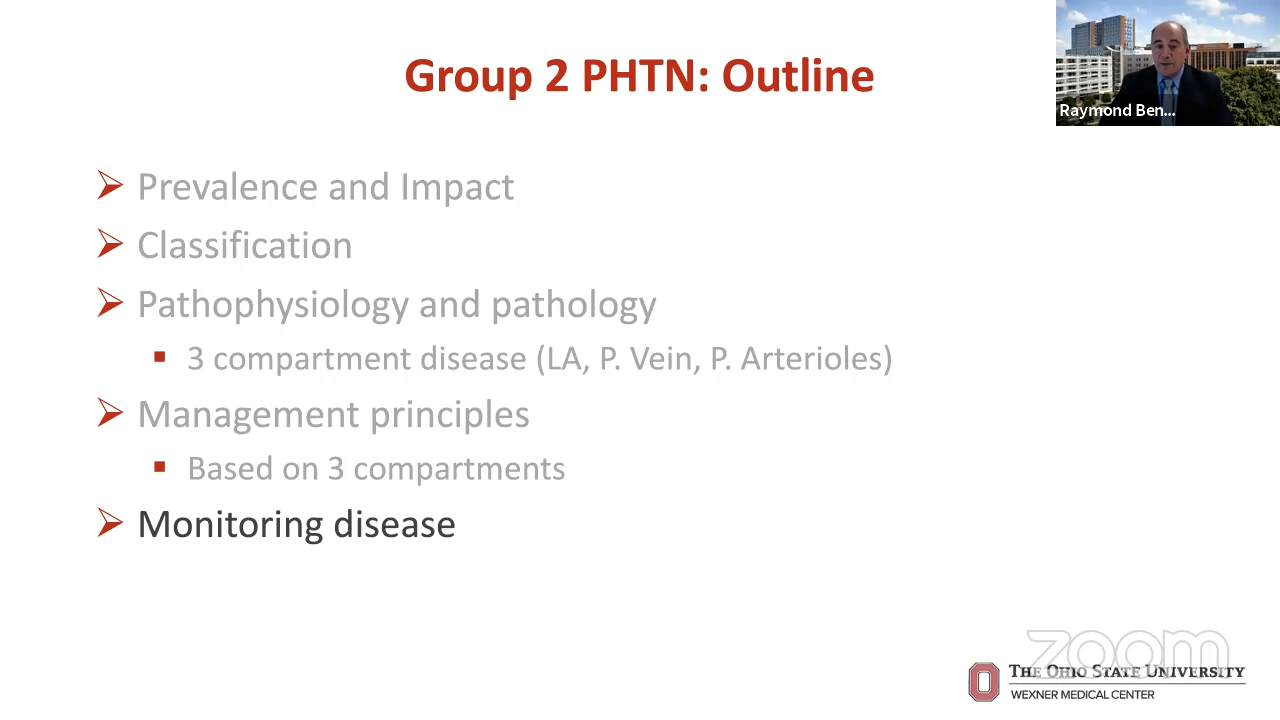 Group 2 PHTN: Outline
Raymond Ben...
Prevalence and Impact
Classification
Pathophysiology and pathology
3 compartment disease (LA, P. Vein, P. Arterioles)
Management principles
Based on 3 compartments
Monitoring disease
zoom
THE OHIO STATE UNIVERSITY
WEXNER MEDICAL CENTER